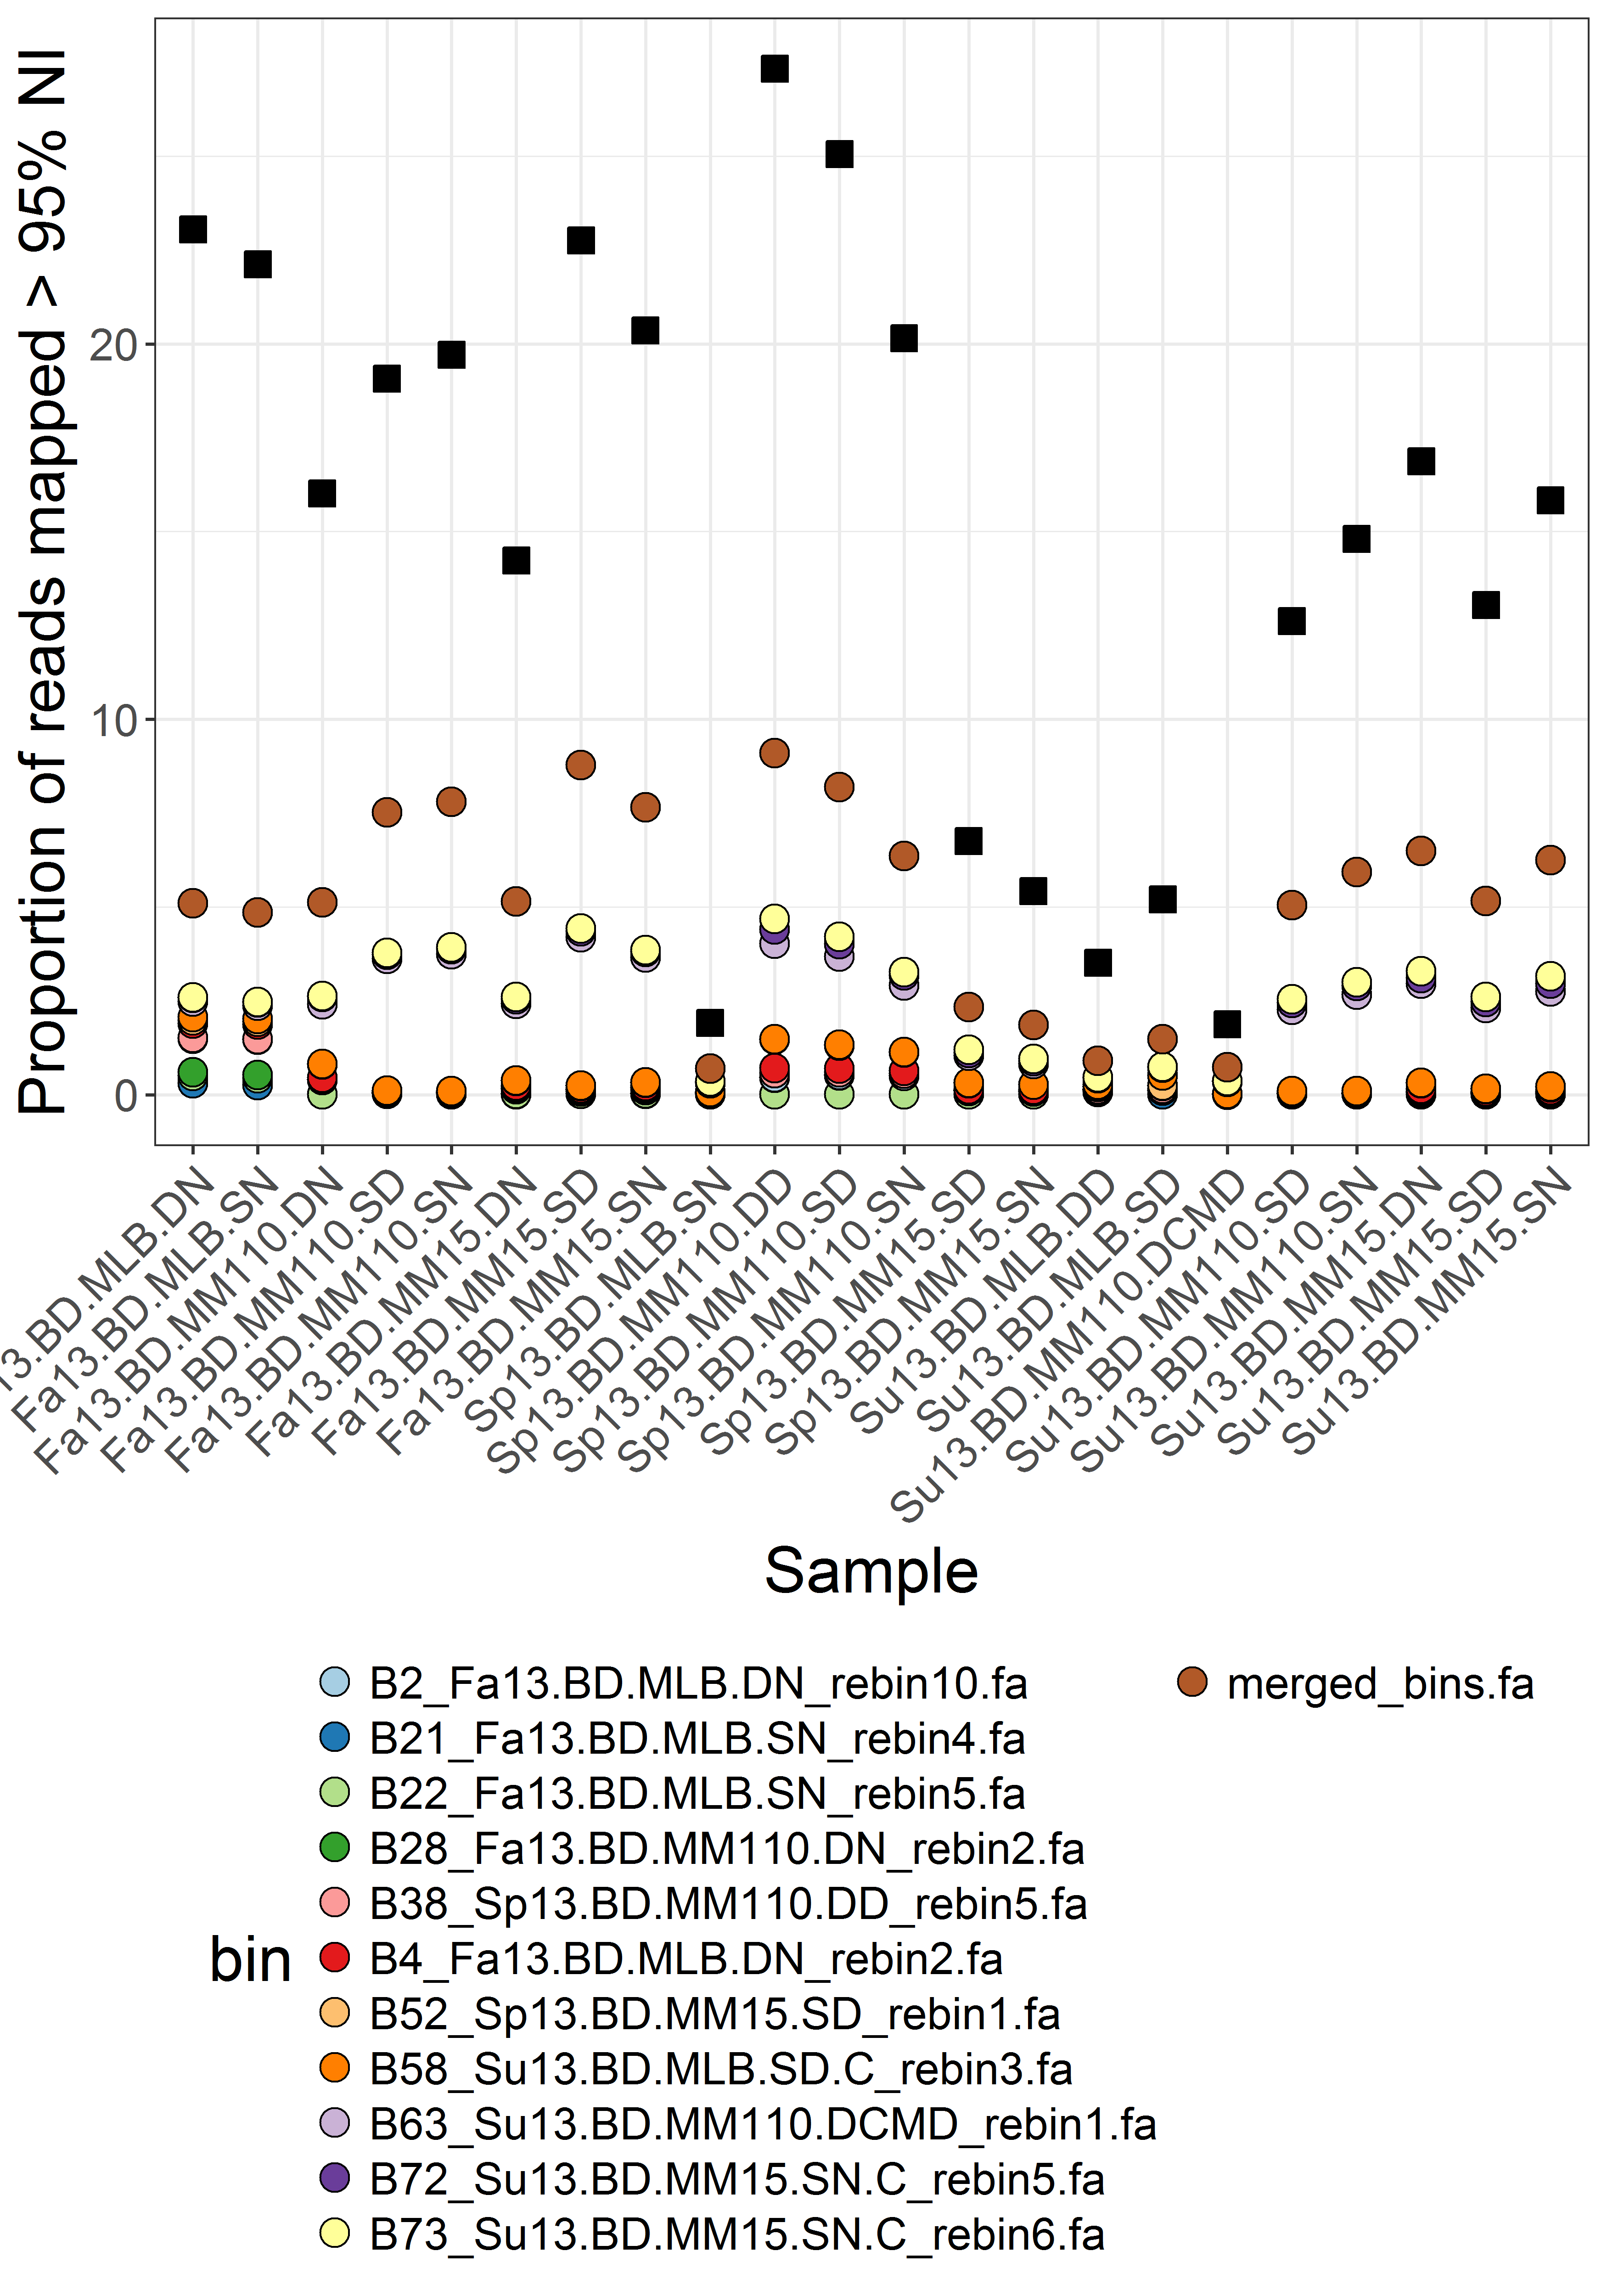 Proportion of reads mapped > 95% NI
20
10
0
13.BD.MLB.DN
Fa13.BD.MLB.SN
Fa13.BD.MM110.DN
Fa13.BD.MM110.SD
Fa13.BD.MM110.SN
Fa13.BD.MM15.DN
Fa13.BD.MM15.SD
Fa13.BD.MM15.SN
Sp13.BD.MLB.SN
Sp13.BD.MM110.DD
Sp13.BD.MM110.SD
Sp13.BD.MM110.SN
Sp13.BD.MM15.SD
Sp13.BD.MM15.SN
Su13.BD.MLB.DD
Su13.BD.MLB.SD
Su13.BD.MM110.DCMD
Su13.BD.MM110.SD
Su13.BD.MM110.SN
Su13.BD.MM15.DN
Su13.BD.MM15.SD
Su13.BD.MM15.SN
Sample
bin
B2_Fa13.BD.MLB.DN_rebin10.fa
B21_Fa13.BD.MLB.SN_rebin4.fa
B22_Fa13.BD.MLB.SN_rebin5.fa
B28_Fa13.BD.MM110.DN_rebin2.fa
B38_Sp13.BD.MM110.DD_rebin5.fa
B4_Fa13.BD.MLB.DN_rebin2.fa
B52_Sp13.BD.MM15.SD_rebin1.fa
B58_Su13.BD.MLB.SD.C_rebin3.fa
B63_Su13.BD.MM110.DCMD_rebin1.fa
B72_Su13.BD.MM15.SN.C_rebin5.fa
B73_Su13.BD.MM15.SN.C_rebin6.fa
merged_bins.fa